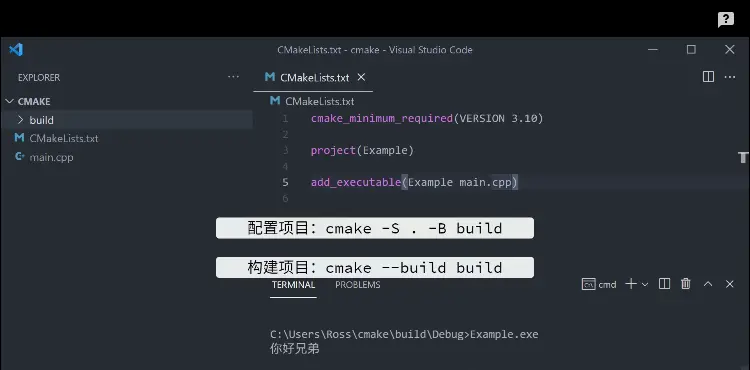 CMakeLists.txt - cmake - Visual Studio Code
EXPLORER
CMAKE
build
CMakeLists.txt
main.cpp
CMakeLists.txt
CMakeLists.txt
1 cmake_minimum_required(VERSION 3.10)
2
3 project(Example)
4
5 add_executable(Example main.cpp)
6
配置项目: cmake -S . -B build
构建项目: cmake --build build
TERMINAL PROBLEMS
cmd
C:\Users\Ross\cmake\build\Debug>Example.exe
你好兄弟